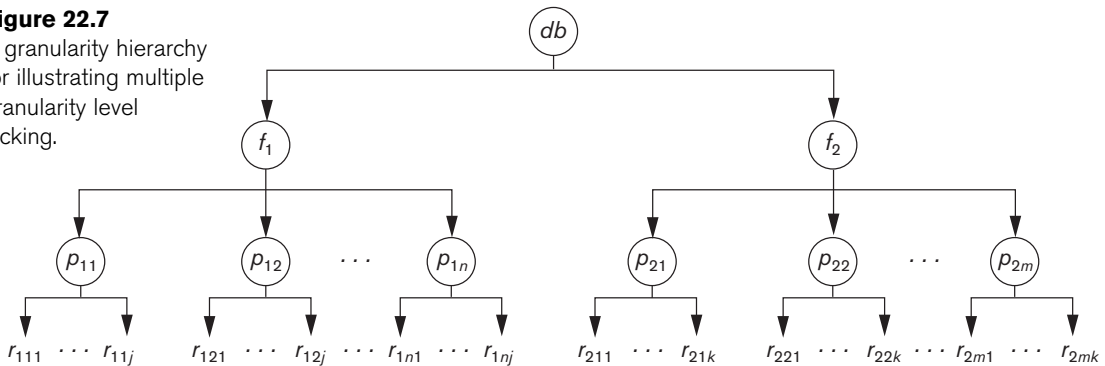 igure 22.7
granularity hierarchy
r illustrating multiple
ranularity level
cking.
db
f₁ f₂
p₁₁ p₁₂ · · · p₁ₙ p₂₁ p₂₂ · · · p₂ₘ
r₁₁₁ · · · r₁₁ⱼ r₁₂₁ · · · r₁₂ⱼ · · · r₁ₙ₁ · · · r₁ₙⱼ r₂₁₁ · · · r₂₁ₖ r₂₂₁ · · · r₂₂ₖ · · · r₂ₘ₁ · · · r₂ₘₖ